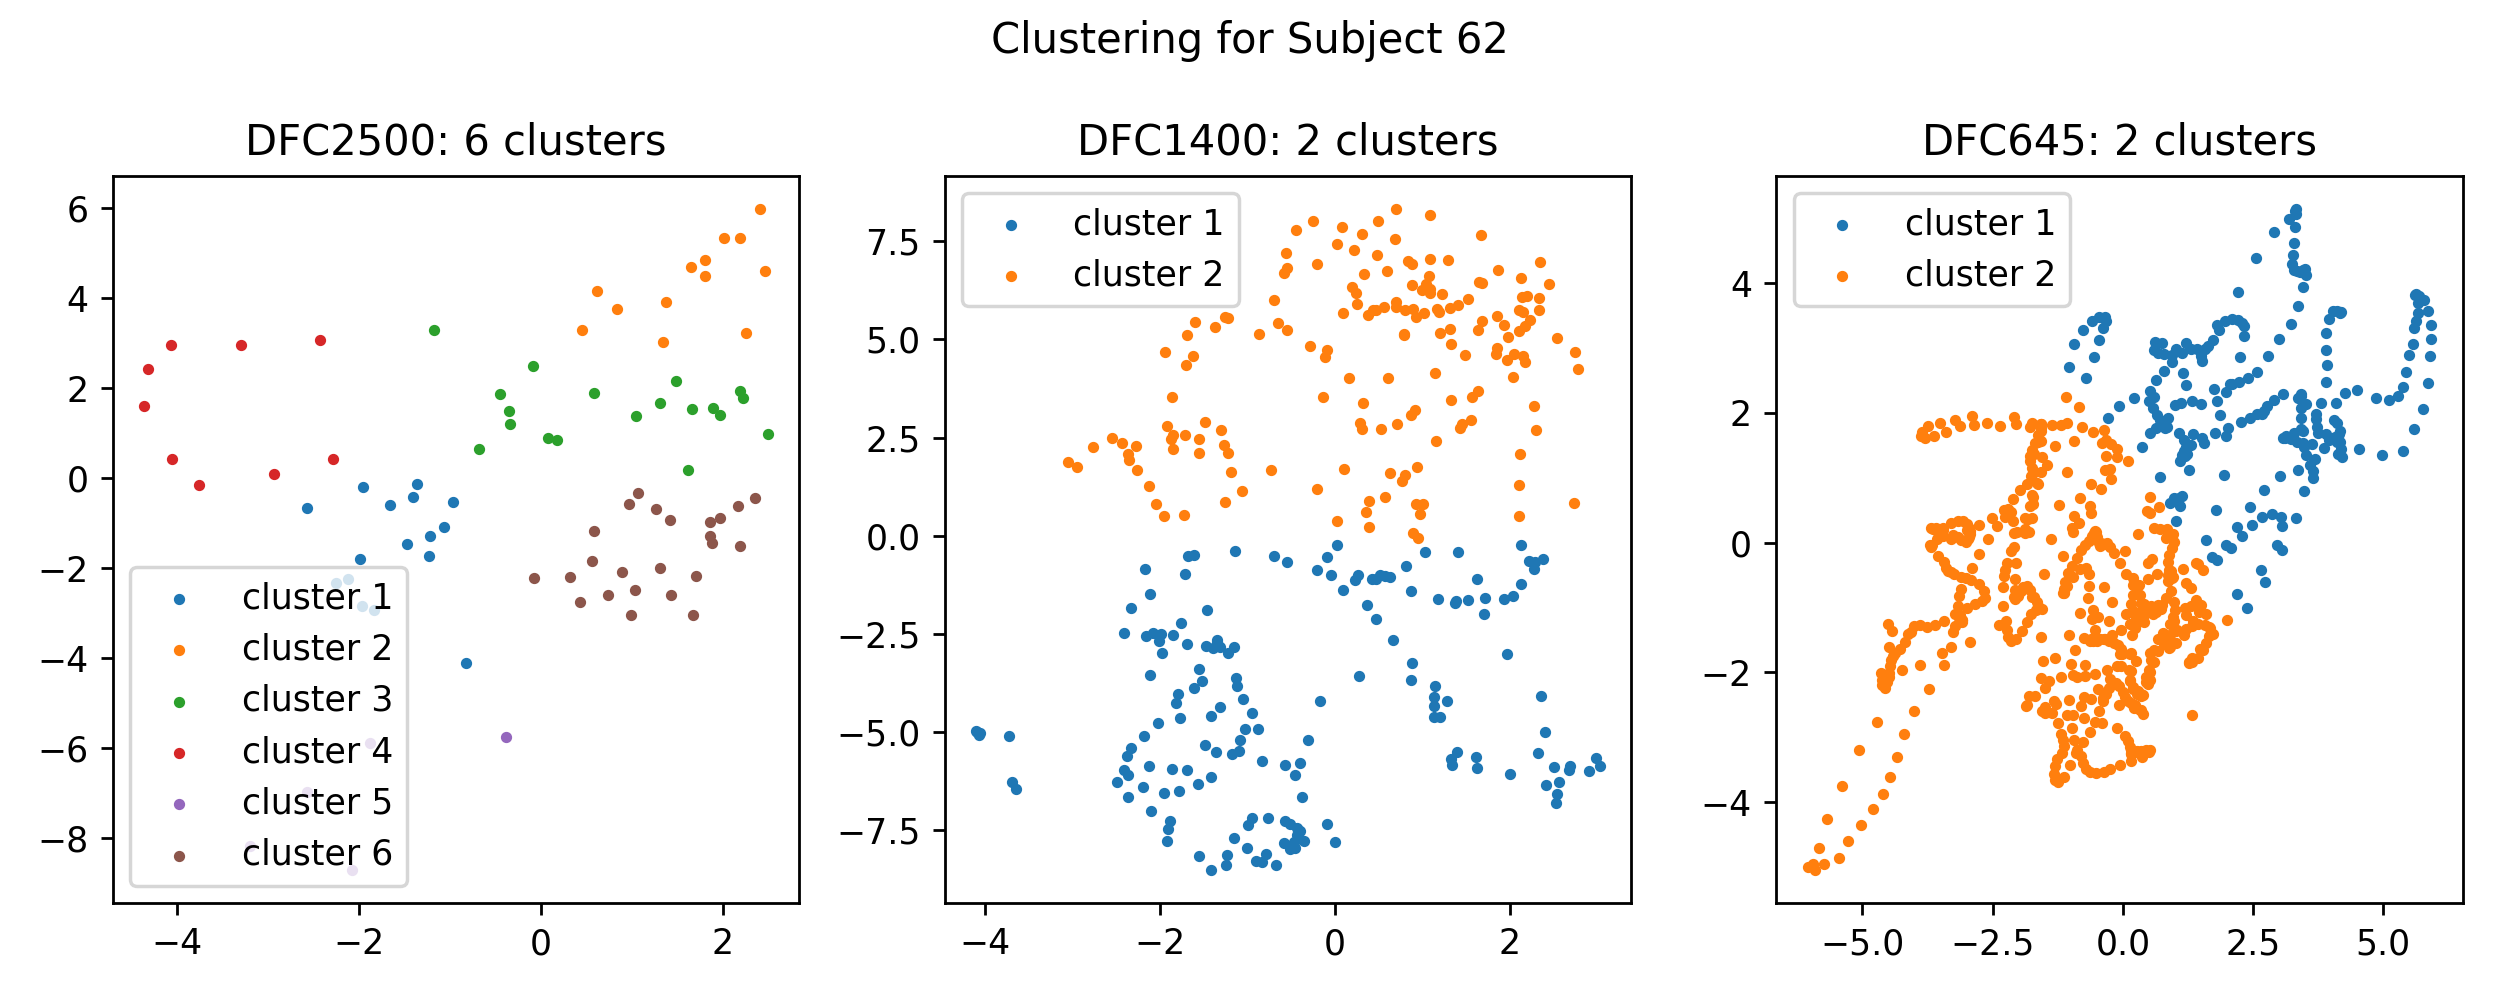 Clustering for Subject 62
DFC2500: 6 clusters
6
4
2
0
−2
−4
−6
−8
cluster 1
cluster 2
cluster 3
cluster 4
cluster 5
cluster 6
−4
−2
0
2
DFC1400: 2 clusters
7.5
5.0
2.5
0.0
−2.5
−5.0
−7.5
cluster 1
cluster 2
−4
−2
0
2
DFC645: 2 clusters
4
2
0
−2
−4
cluster 1
cluster 2
−5.0
−2.5
0.0
2.5
5.0